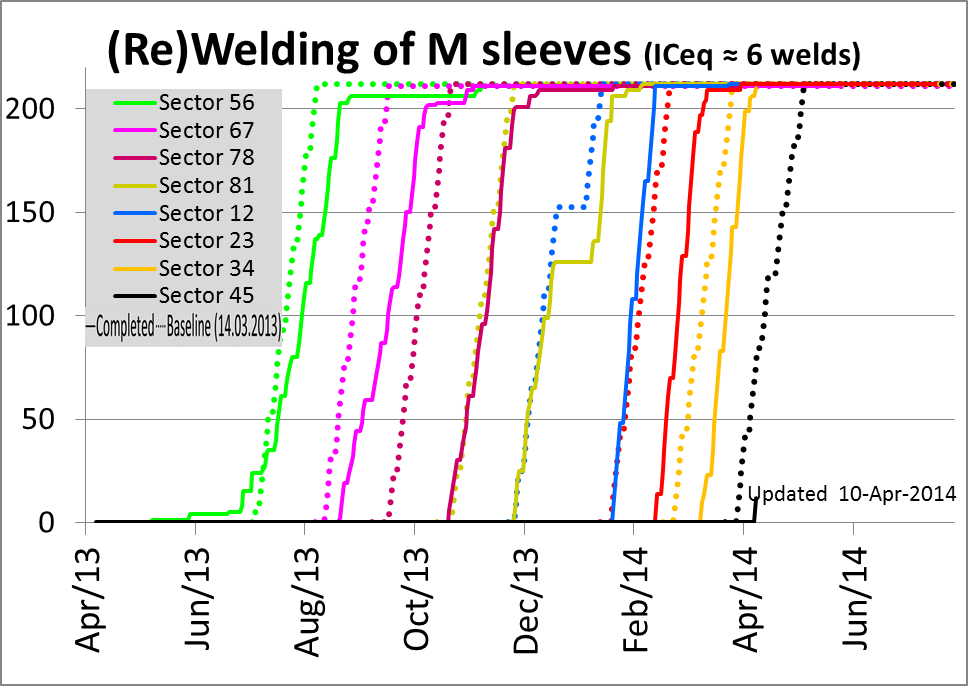 (Re)Welding of M sleeves (ICeq ≈ 6 welds)
200
150
100
50
0
Sector 56
Sector 67
Sector 78
Sector 81
Sector 12
Sector 23
Sector 34
Sector 45
Completed Baseline (14.03.2013)
Updated 10-Apr-2014
Apr/13
Jun/13
Aug/13
Oct/13
Dec/13
Feb/14
Apr/14
Jun/14